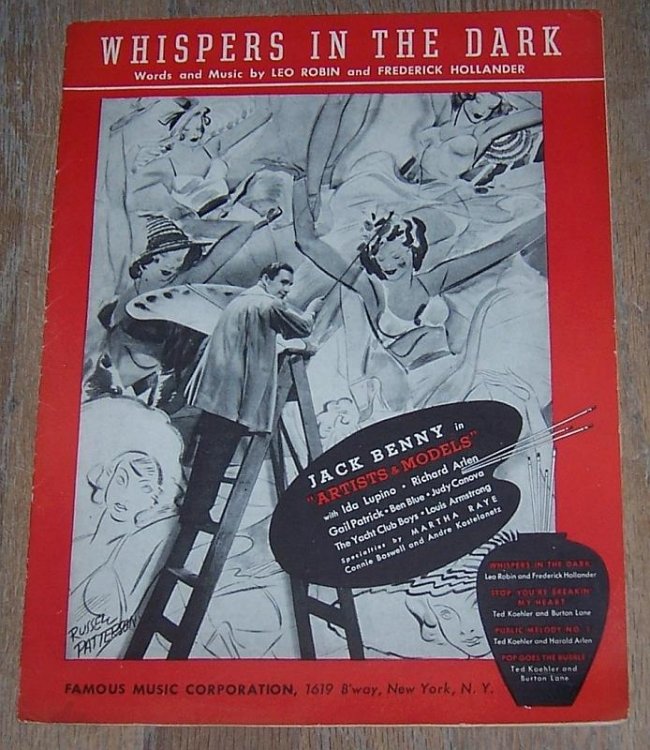 WHISPERS IN THE DARK
Words and Music by LEO ROBIN and FREDERICK HOLLANDER
JACK BENNY in
"ARTISTS & MODELS"
with Ida Lupino • Richard Arlen
Gail Patrick • Ben Blue • Judy Canova
The Yacht Club Boys • Louis Armstrong
Specialties by MARTHA RAYE
Connie Boswell and Andre Kostelanetz
WHISPERS IN THE DARK
Leo Robin and Frederick Hollander
STOP, YOU'RE BREAKIN'
MY HEART
Ted Koehler and Burton Lane
PUBLIC MELODY NO. 1
Ted Koehler and Harold Arlen
POP GOES THE BUBBLE
Ted Koehler and
Burton Lane
RUSSELL
PATTERSON
FAMOUS MUSIC CORPORATION, 1619 B'way, New York, N. Y.